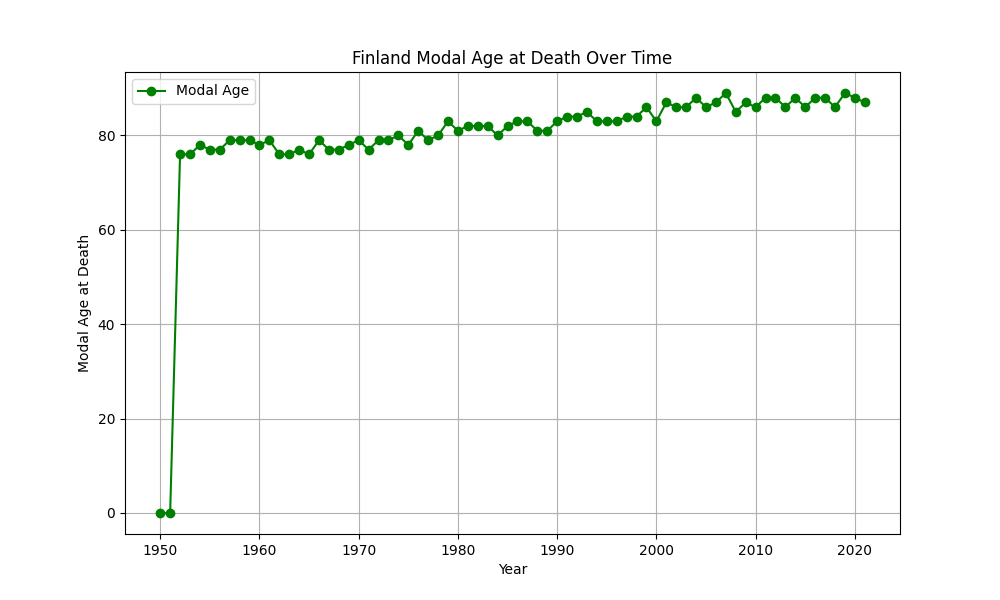 Finland Modal Age at Death Over Time
Modal Age
80
60
40
20
0
Modal Age at Death
1950 1960 1970 1980 1990 2000 2010 2020
Year